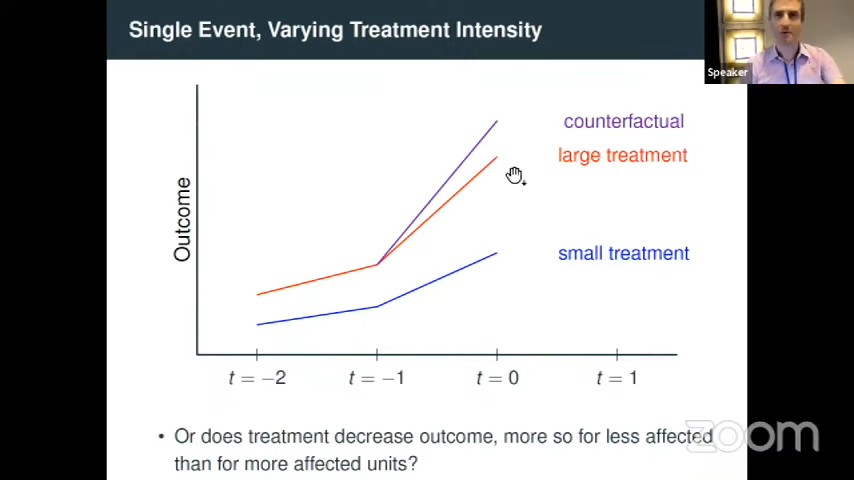 Single Event, Varying Treatment Intensity
Speaker
counterfactual
large treatment
Outcome
small treatment
t = −2
t = −1
t = 0
t = 1
• Or does treatment decrease outcome, more so for less affected
than for more affected units?
zoom